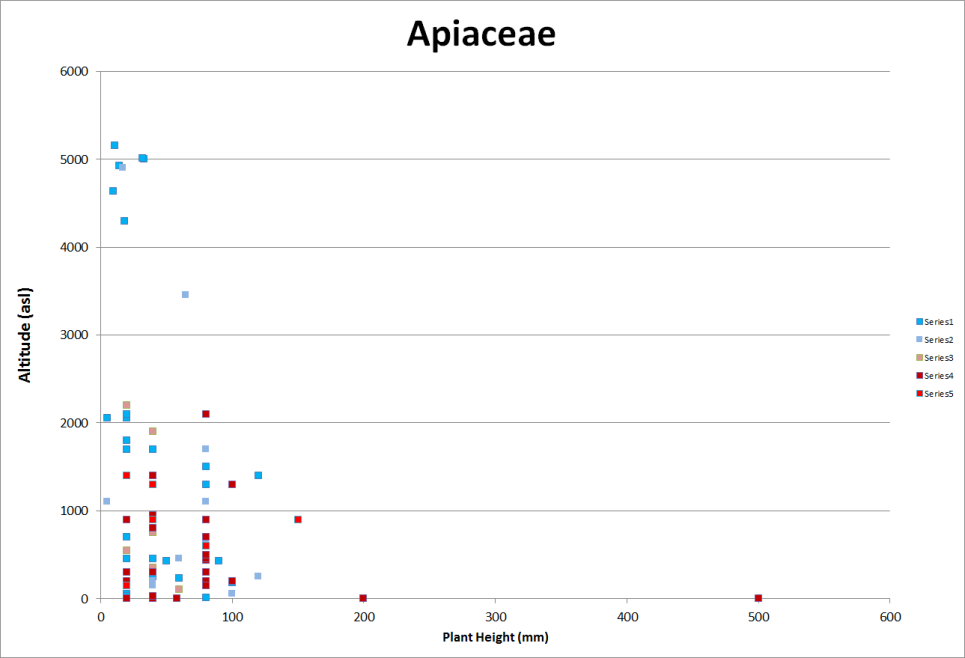 Apiaceae
6000
5000
4000
3000
2000
1000
0
Altitude (asl)
0 100 200 300 400 500 600
Plant Height (mm)
Series1
Series2
Series3
Series4
Series5